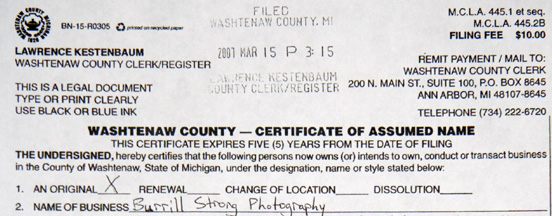 FILED
WASHTENAW COUNTY, MI
M.C.L.A. 445.1 et seq.
M.C.L.A. 445.2B
BN-15-R0305 printed on recycled paper
FILING FEE $10.00
LAWRENCE KESTENBAUM
WASHTENAW COUNTY CLERK/REGISTER
2007 MAR 15 P 3:15
REMIT PAYMENT / MAIL TO:
WASHTENAW COUNTY CLERK
200 N. MAIN ST., SUITE 100, P.O. BOX 8645
ANN ARBOR, MI 48107-8645
LAWRENCE KESTENBAUM
COUNTY CLERK/REGISTER
THIS IS A LEGAL DOCUMENT
TYPE OR PRINT CLEARLY
USE BLACK OR BLUE INK
TELEPHONE (734) 222-6720
WASHTENAW COUNTY — CERTIFICATE OF ASSUMED NAME
THIS CERTIFICATE EXPIRES FIVE (5) YEARS FROM THE DATE OF FILING
THE UNDERSIGNED, hereby certifies that the following persons now owns (or) intends to own, conduct or transact business
in the County of Washtenaw, State of Michigan, under the designation, name or style stated below:
1. AN ORIGINAL X RENEWAL CHANGE OF LOCATION DISSOLUTION
2. NAME OF BUSINESS Burrill Strong Photography